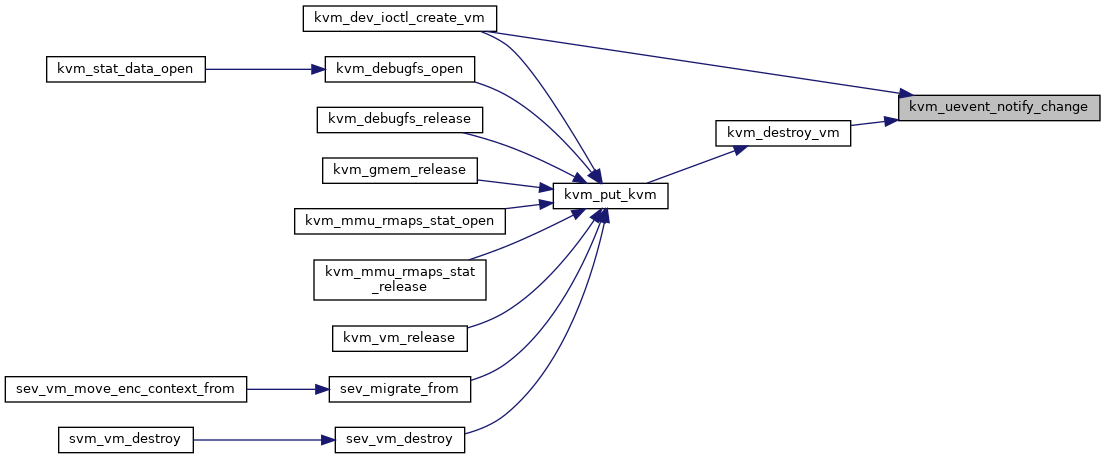 kvm_dev_ioctl_create_vm
kvm_stat_data_open
kvm_debugfs_open
kvm_uevent_notify_change
kvm_debugfs_release
kvm_destroy_vm
kvm_gmem_release
kvm_put_kvm
kvm_mmu_rmaps_stat_open
kvm_mmu_rmaps_stat
_release
kvm_vm_release
sev_vm_move_enc_context_from
sev_migrate_from
svm_vm_destroy
sev_vm_destroy